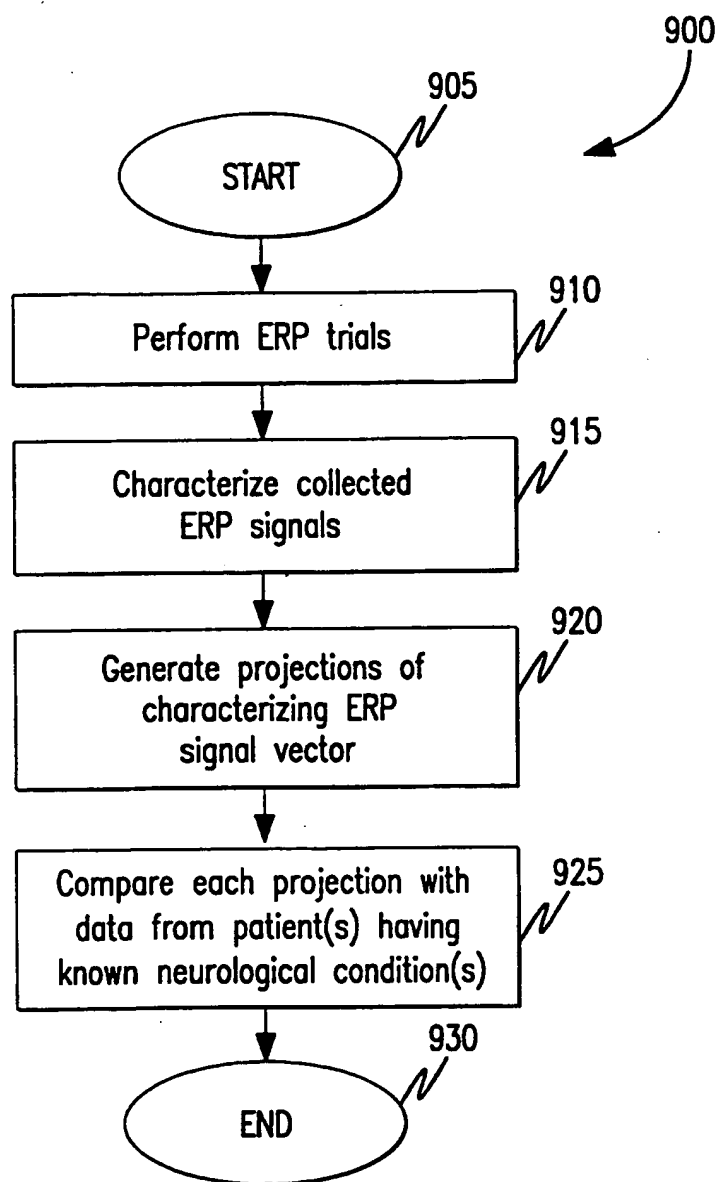 900
905
START
910
Perform ERP trials
915
Characterize collected
ERP signals
920
Generate projections of
characterizing ERP
signal vector
925
Compare each projection with
data from patient(s) having
known neurological condition(s)
930
END